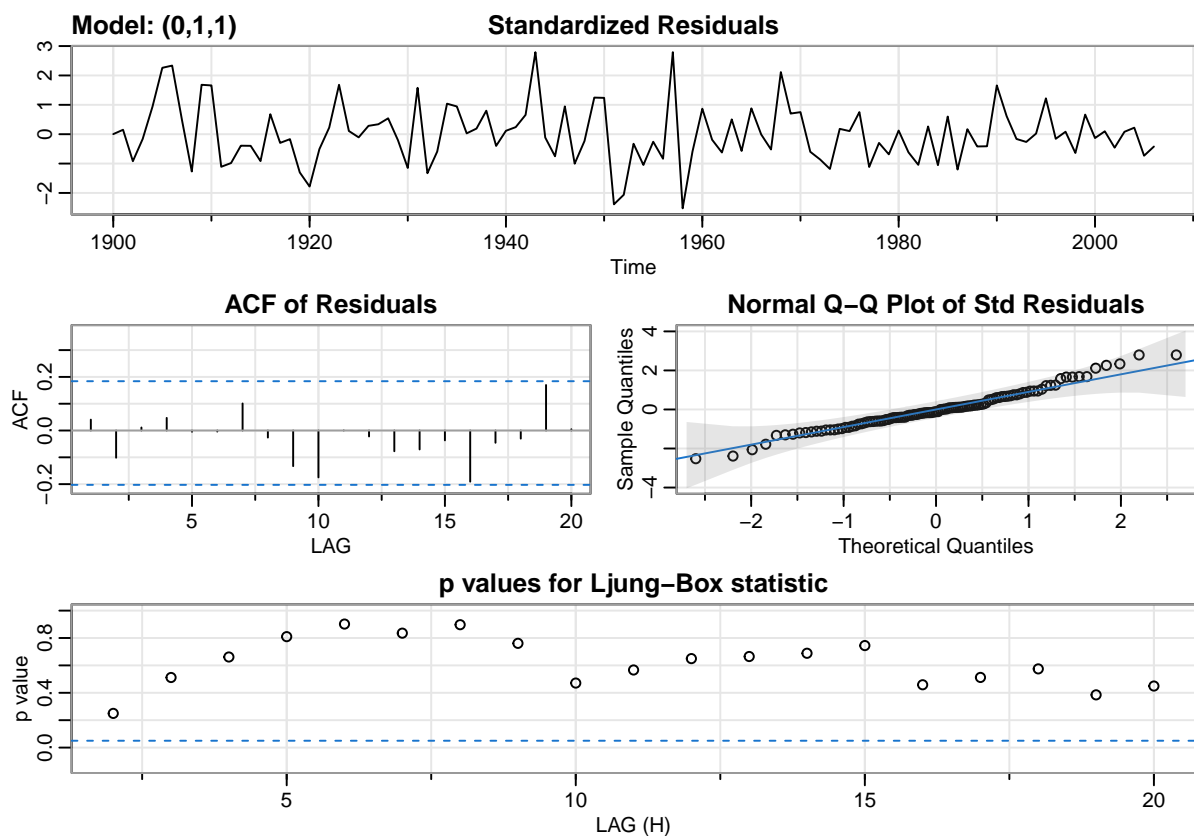 Model: (0,1,1) Standardized Residuals
3
2
1
0
−2
1900 1920 1940 1960 1980 2000
Time
ACF of Residuals
ACF
0.2
0.0
−0.2
5 10 15 20
LAG
Normal Q−Q Plot of Std Residuals
Sample Quantiles
4
2
0
−4
−2 −1 0 1 2
Theoretical Quantiles
p values for Ljung−Box statistic
p value
0.8
0.4
0.0
5 10 15 20
LAG (H)